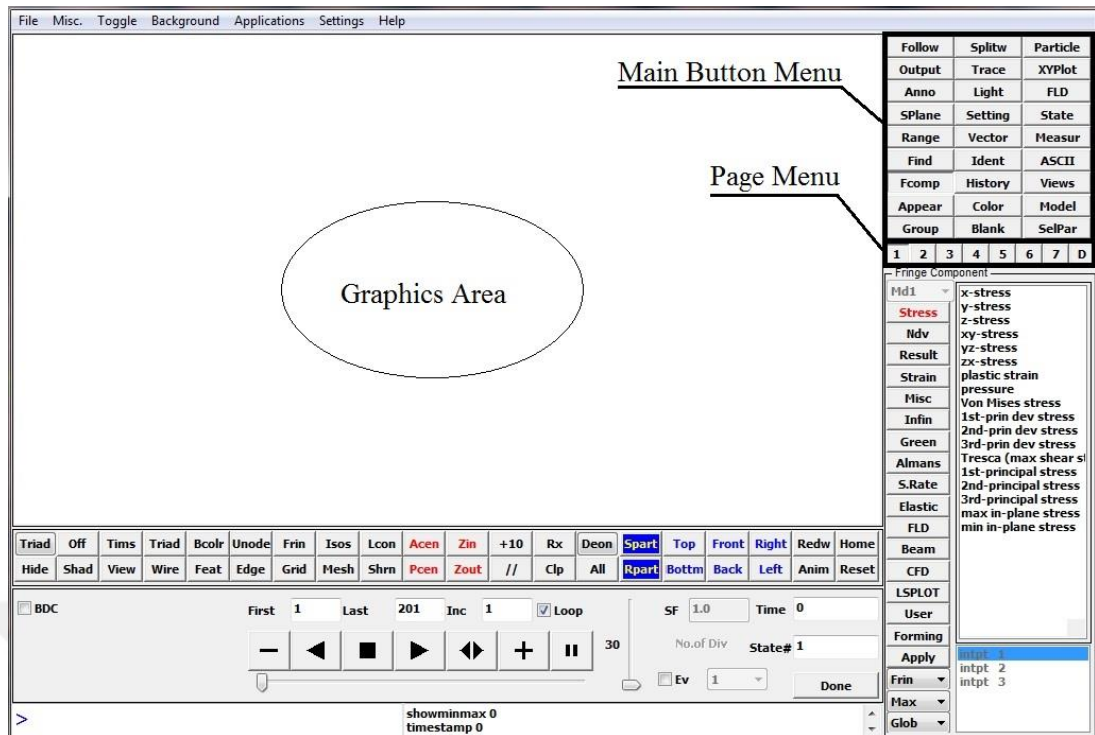 File Misc. Toggle Background Applications Settings Help
Main Button Menu
Page Menu
Graphics Area
Follow Splitw Particle
Output Trace XYPlot
Anno Light FLD
SPlane Setting State
Range Vector Measur
Find Ident ASCII
Fcomp History Views
Appear Color Model
Group Blank SelPar
1 2 3 4 5 6 7 D
Fringe Component
Md1
Stress
Ndv
Result
Strain
Misc
Infin
Green
Almans
S.Rate
Elastic
FLD
Beam
CFD
LSPLOT
User
Forming
Apply
Frin
Max
Glob
x-stress
y-stress
z-stress
xy-stress
yz-stress
zx-stress
plastic strain
pressure
Von Mises stress
1st-prin dev stress
2nd-prin dev stress
3rd-prin dev stress
Tresca (max shear st
1st-principal stress
2nd-principal stress
3rd-principal stress
max in-plane stress
min in-plane stress
intpt 1
intpt 2
intpt 3
Triad Off Tims Triad Bcolr Unode Frin Isos Lcon Acen Zin +10 Rx Deon Spart Top Front Right Redw Home
Hide Shad View Wire Feat Edge Grid Mesh Shrn Pcen Zout // Clp All Rpart Bottm Back Left Anim Reset
BDC First 1 Last 201 Inc 1 Loop SF 1.0 Time 0
30 No.of Div State# 1
Ev 1 Done
> showminmax 0
timestamp 0